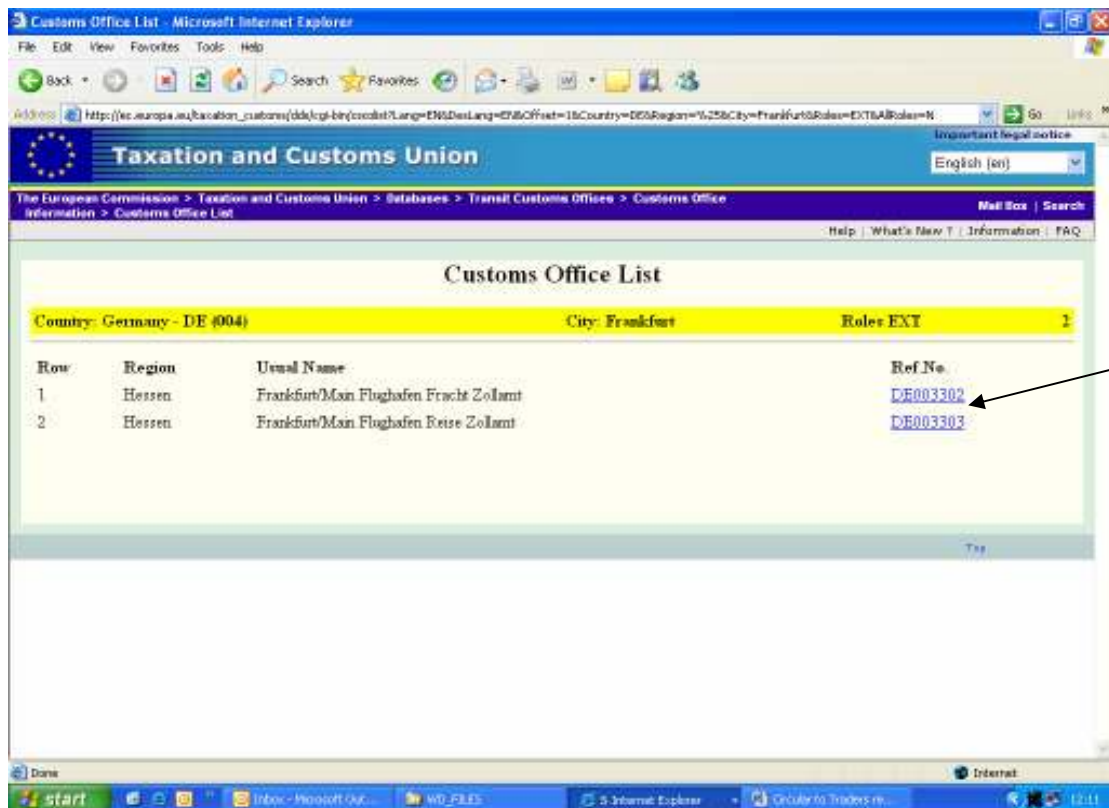 Customs Office List - Microsoft Internet Explorer
File Edit View Favorites Tools Help
Back Search Favorites
Address http://ec.europa.eu/taxation_customs/dds/cgi-bin/csolist?Lang=EN&DesLang=EN&Offset=1&Country=DE&Region=%25&City=Frankfurt&Roles=EXT&AllRoles=N Go Links
Important legal notice
Taxation and Customs Union
English (en)
The European Commission > Taxation and Customs Union > Databases > Transit Customs Offices > Customs Office
Information > Customs Office List
Mail Box | Search
Help | What's New ? | Information | FAQ
Customs Office List
Country: Germany - DE (004) City: Frankfurt Roles EXT 2
Row Region Usual Name Ref.No.
1 Hessen Frankfurt/Main Flughafen Fracht Zollamt DE003302
2 Hessen Frankfurt/Main Flughafen Reise Zollamt DE003303
Top
Done Internet
start Inbox - Microsoft Out... WD_FILES 5 Internet Explorer Circular to Traders re... 12:11